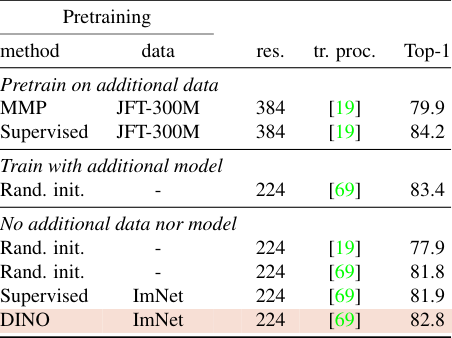 Pretraining
method data res. tr. proc. Top-1
Pretrain on additional data
MMP JFT-300M 384 [19] 79.9
Supervised JFT-300M 384 [19] 84.2
Train with additional model
Rand. init. - 224 [69] 83.4
No additional data nor model
Rand. init. - 224 [19] 77.9
Rand. init. - 224 [69] 81.8
Supervised ImNet 224 [69] 81.9
DINO ImNet 224 [69] 82.8